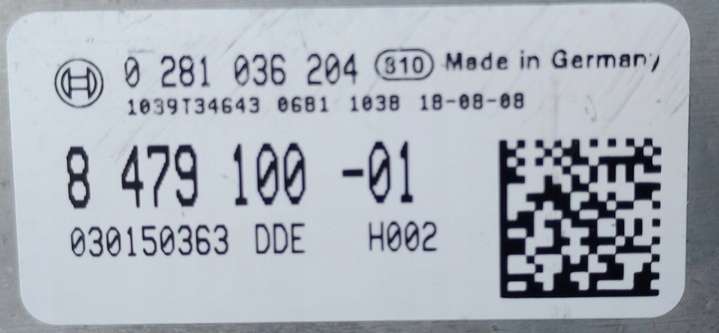 0 281 036 204 810 Made in Germany
1039T34643 0681 1038 18-08-08
8 479 100 -01
030150363 DDE H002